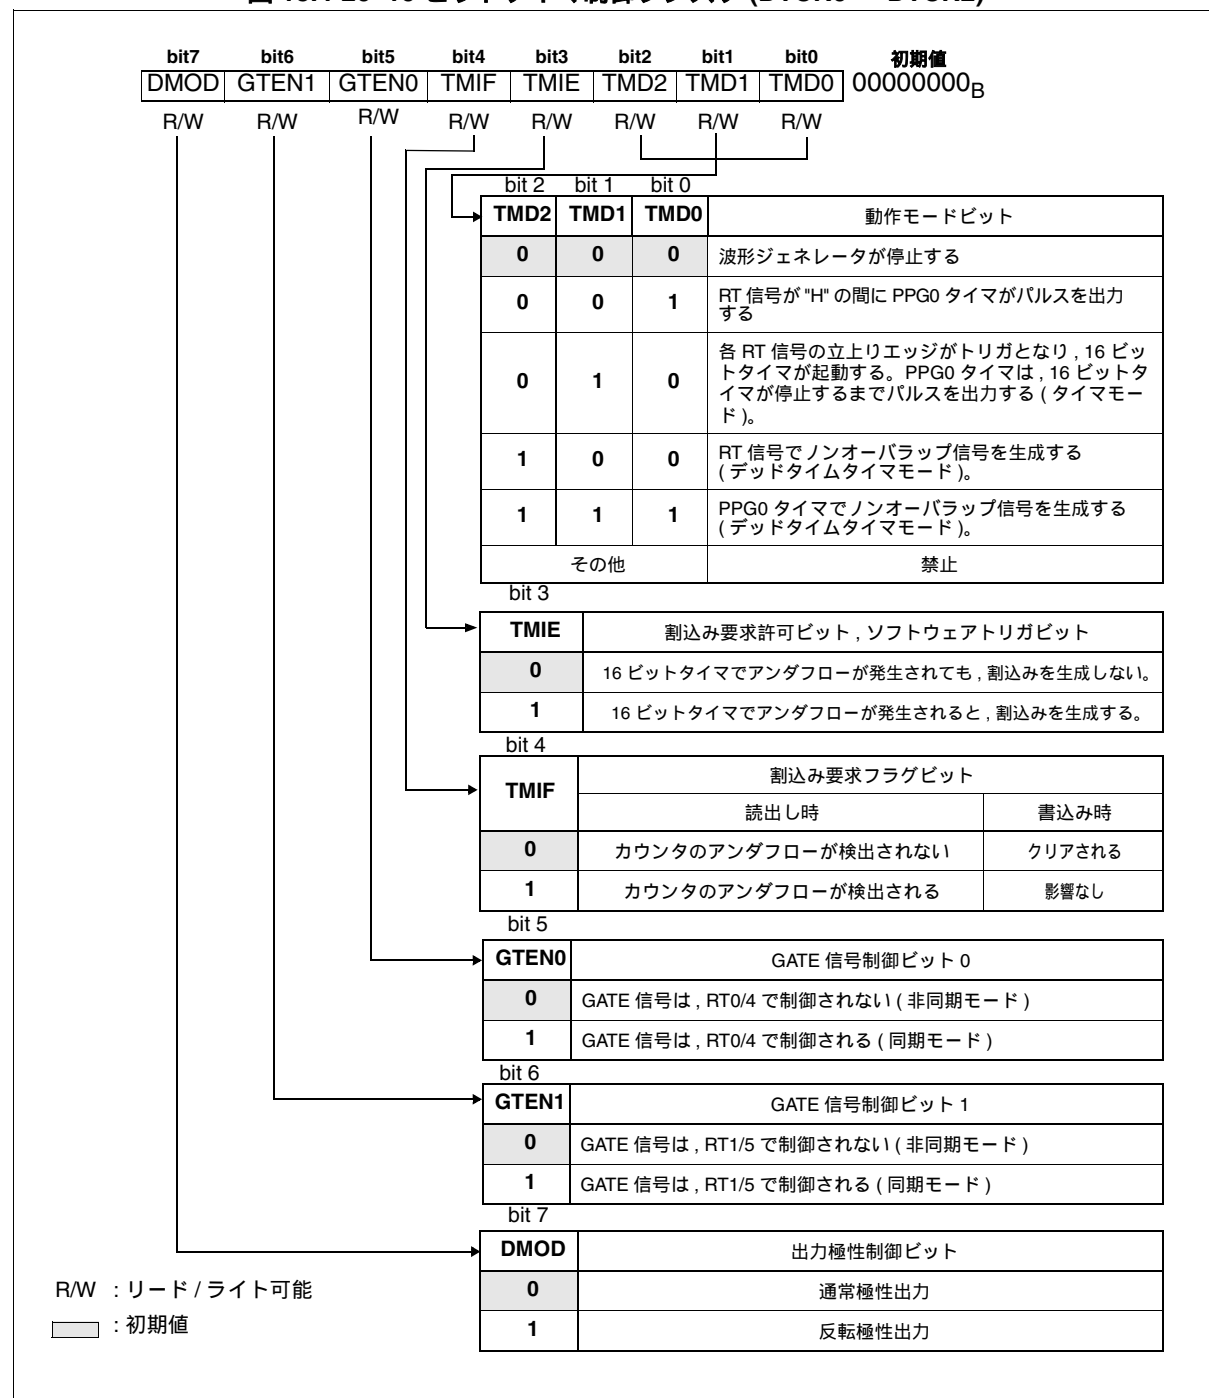 bit7 bit6 bit5 bit4 bit3 bit2 bit1 bit0 初期値
DMOD GTEN1 GTEN0 TMIF TMIE TMD2 TMD1 TMD0 00000000B
R/W R/W R/W R/W R/W R/W R/W R/W
bit 2 bit 1 bit 0
TMD2 TMD1 TMD0 動作モードビット
0 0 0 波形ジェネレータが停止する
0 0 1 RT 信号が "H" の間に PPG0 タイマがパルスを出力
する
0 1 0 各 RT 信号の立上りエッジがトリガとなり , 16 ビッ
トタイマが起動する。PPG0 タイマは , 16 ビットタ
イマが停止するまでパルスを出力する ( タイマモー
ド )。
1 0 0 RT 信号でノンオーバラップ信号を生成する
( デッドタイムタイマモード )。
1 1 1 PPG0 タイマでノンオーバラップ信号を生成する
( デッドタイムタイマモード )。
その他 禁止
bit 3
TMIE 割込み要求許可ビット , ソフトウェアトリガビット
0 16 ビットタイマでアンダフローが発生されても , 割込みを生成しない。
1 16 ビットタイマでアンダフローが発生されると , 割込みを生成する。
bit 4
TMIF 割込み要求フラグビット
読出し時 書込み時
0 カウンタのアンダフローが検出されない クリアされる
1 カウンタのアンダフローが検出される 影響なし
bit 5
GTEN0 GATE 信号制御ビット 0
0 GATE 信号は , RT0/4 で制御されない ( 非同期モード )
1 GATE 信号は , RT0/4 で制御される ( 同期モード )
bit 6
GTEN1 GATE 信号制御ビット 1
0 GATE 信号は , RT1/5 で制御されない ( 非同期モード )
1 GATE 信号は , RT1/5 で制御される ( 同期モード )
bit 7
DMOD 出力極性制御ビット
0 通常極性出力
1 反転極性出力
R/W : リード / ライト可能
: 初期値